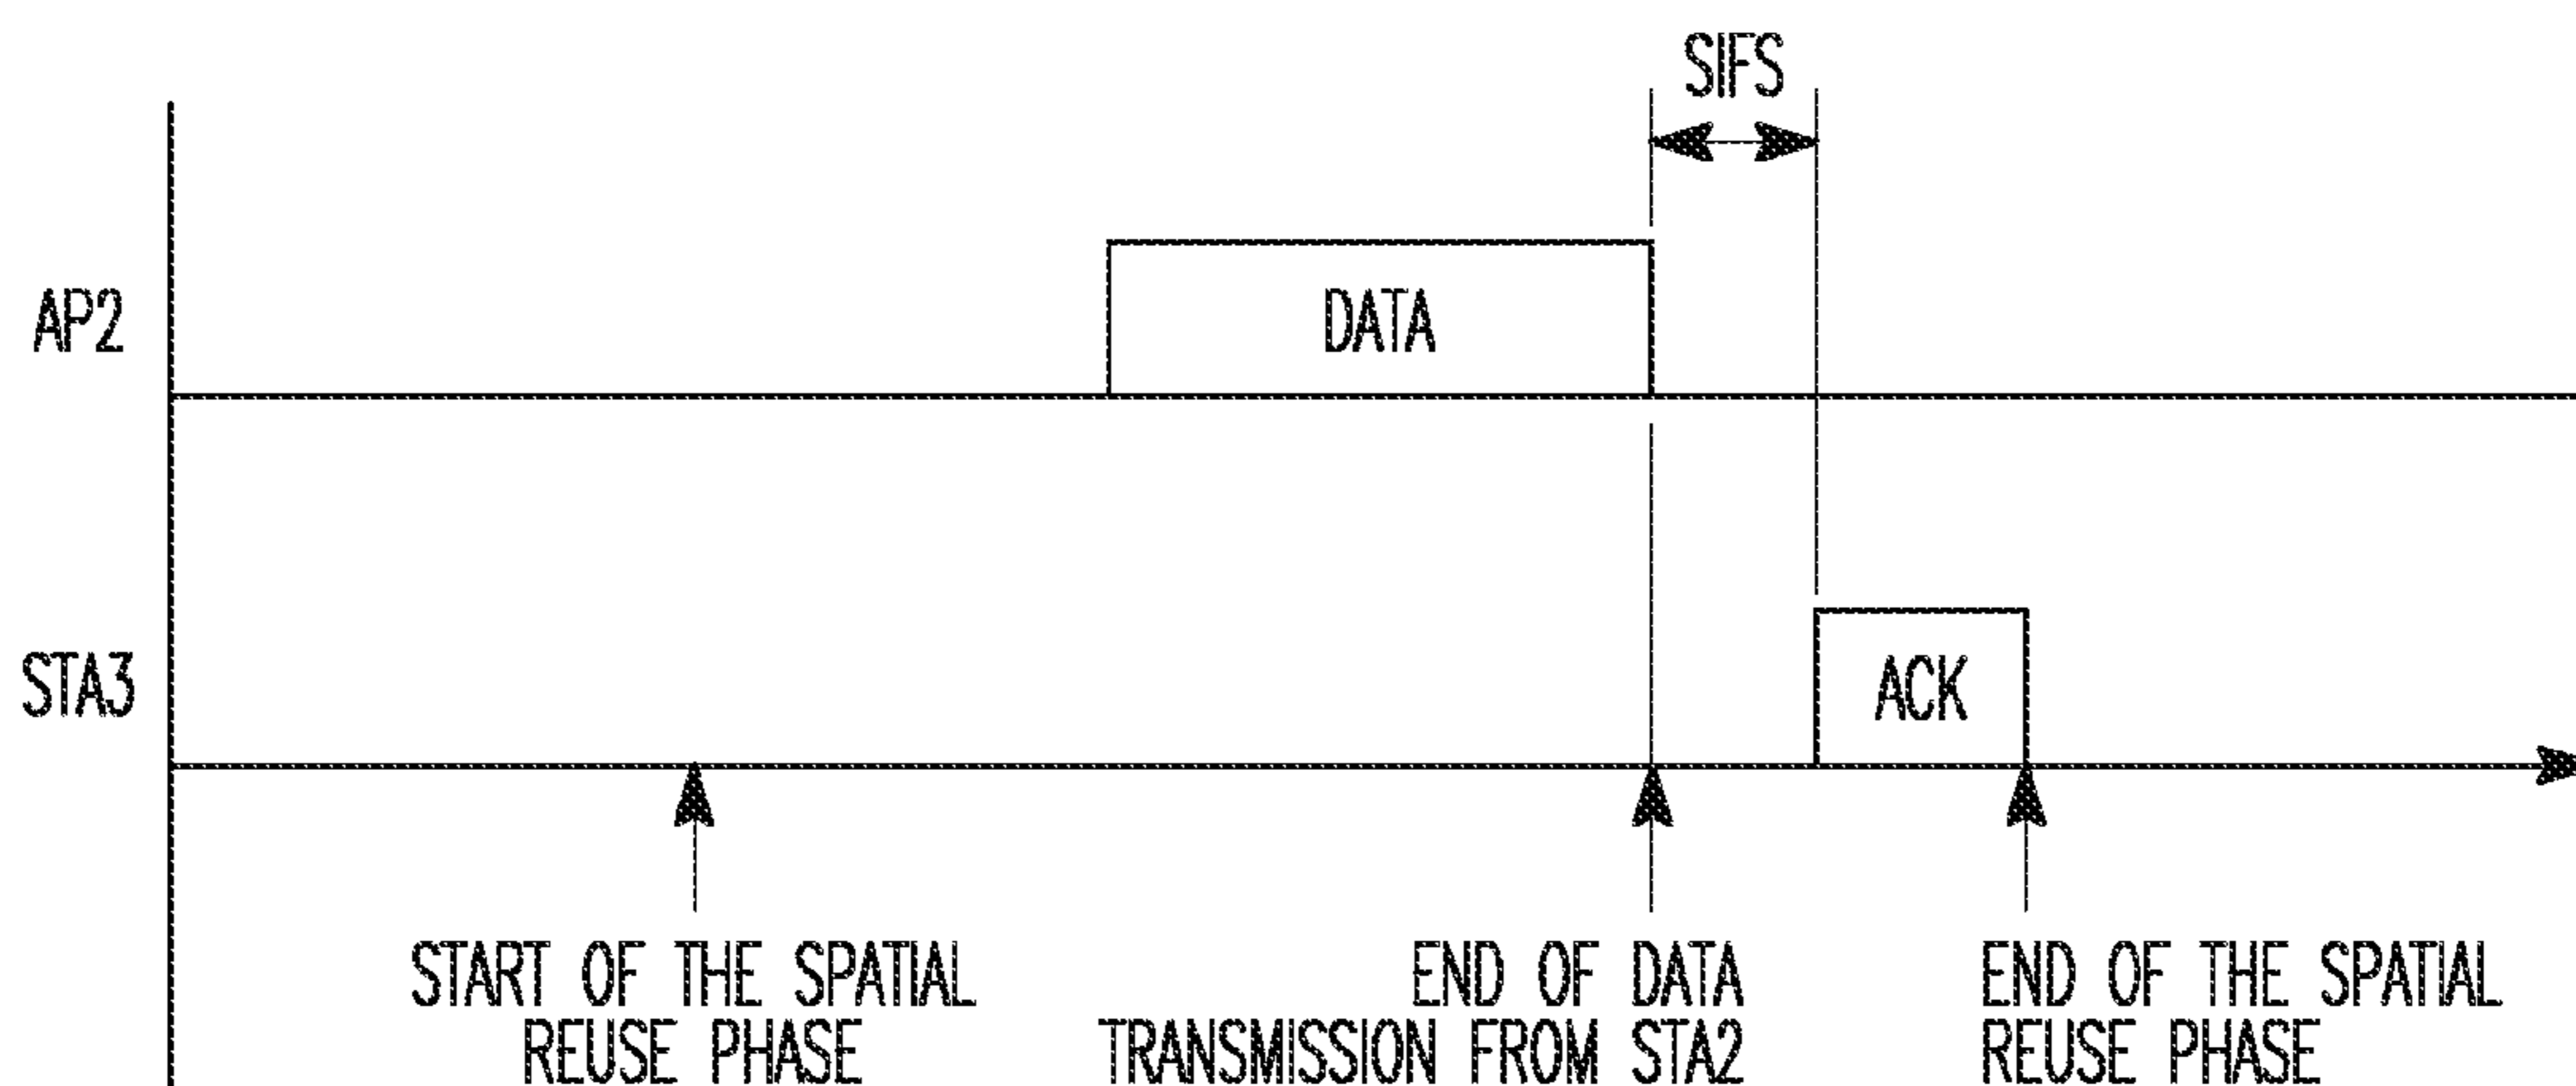 SIFS
AP2
DATA
STA3
ACK
START OF THE SPATIAL
REUSE PHASE
END OF DATA
TRANSMISSION FROM STA2
END OF THE SPATIAL
REUSE PHASE